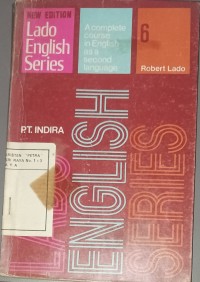 NEW EDITION
Lado
English
Series
A complete
course
in English
as a
second
language
6
Robert Lado
P.T. INDIRA
LADO
ENGLISH
SERIES